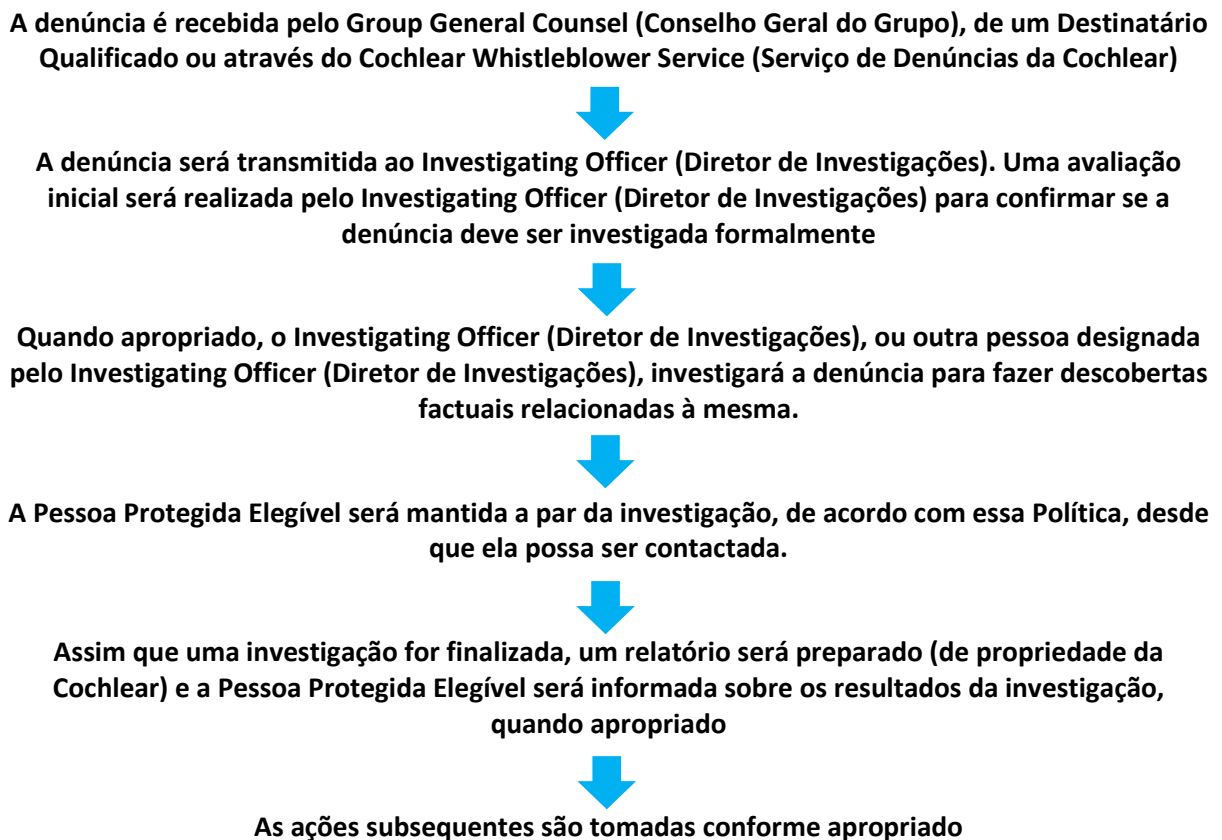 A denúncia é recebida pelo Group General Counsel (Conselho Geral do Grupo), de um Destinatário
Qualificado ou através do Cochlear Whistleblower Service (Serviço de Denúncias da Cochlear)
A denúncia será transmitida ao Investigating Officer (Diretor de Investigações). Uma avaliação
inicial será realizada pelo Investigating Officer (Diretor de Investigações) para confirmar se a
denúncia deve ser investigada formalmente
Quando apropriado, o Investigating Officer (Diretor de Investigações), ou outra pessoa designada
pelo Investigating Officer (Diretor de Investigações), investigará a denúncia para fazer descobertas
factuais relacionadas à mesma.
A Pessoa Protegida Elegível será mantida a par da investigação, de acordo com essa Política, desde
que ela possa ser contactada.
Assim que uma investigação for finalizada, um relatório será preparado (de propriedade da
Cochlear) e a Pessoa Protegida Elegível será informada sobre os resultados da investigação,
quando apropriado
As ações subsequentes são tomadas conforme apropriado